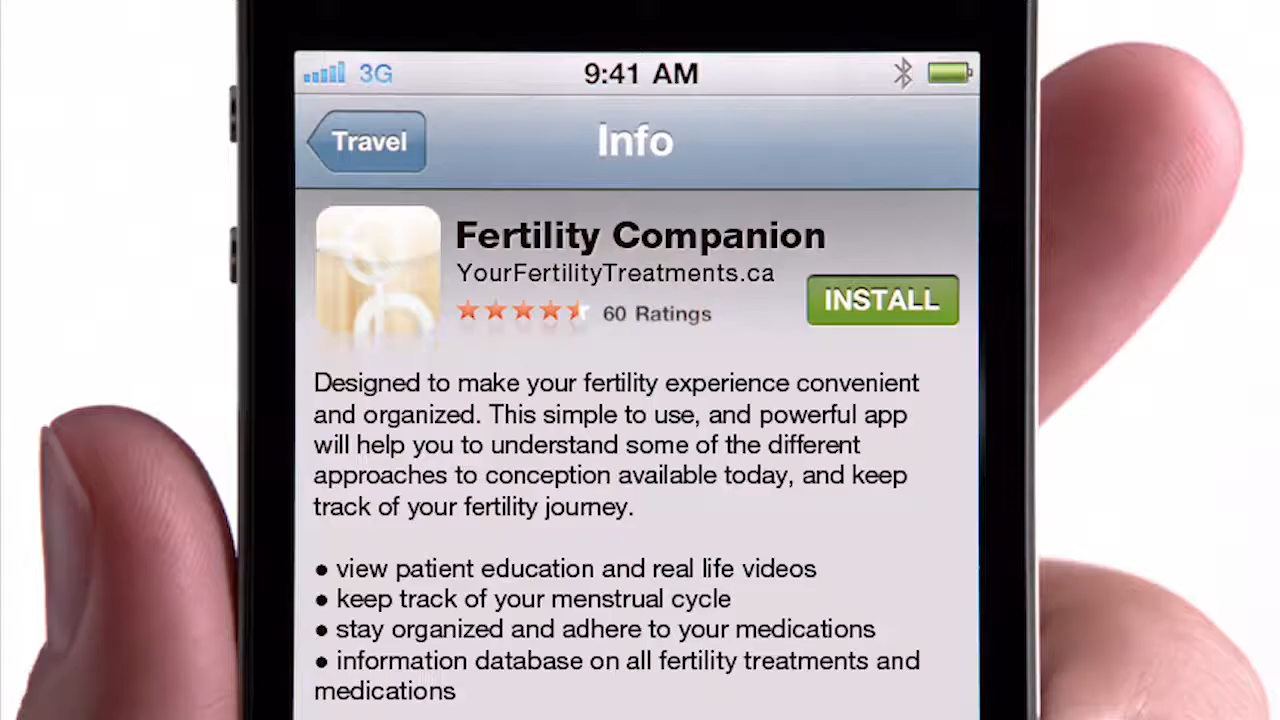 3G
9:41 AM
Travel
Info
Fertility Companion
YourFertilityTreatments.ca
60 Ratings
INSTALL
Designed to make your fertility experience convenient
and organized. This simple to use, and powerful app
will help you to understand some of the different
approaches to conception available today, and keep
track of your fertility journey.
● view patient education and real life videos
● keep track of your menstrual cycle
● stay organized and adhere to your medications
● information database on all fertility treatments and
medications